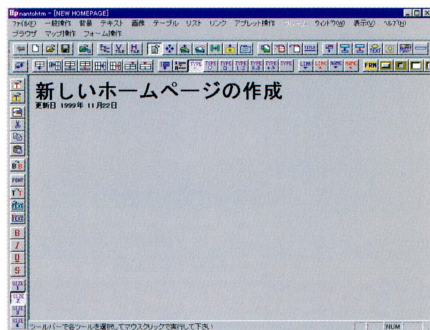 nantohtm - [NEW HOMEPAGE]
ファイル(F) 一般操作 背景 テキスト 画像 テーブル リスト リンク アプレット操作 ウィンドウ(W) 表示(V) ヘルプ(H)
ブラウザ マップ操作 フォーム操作
新しいホームページの作成
更新日 1999年 11月22日
ツールバーで各ツールを選択してマウスクリックで実行して下さい
NUM